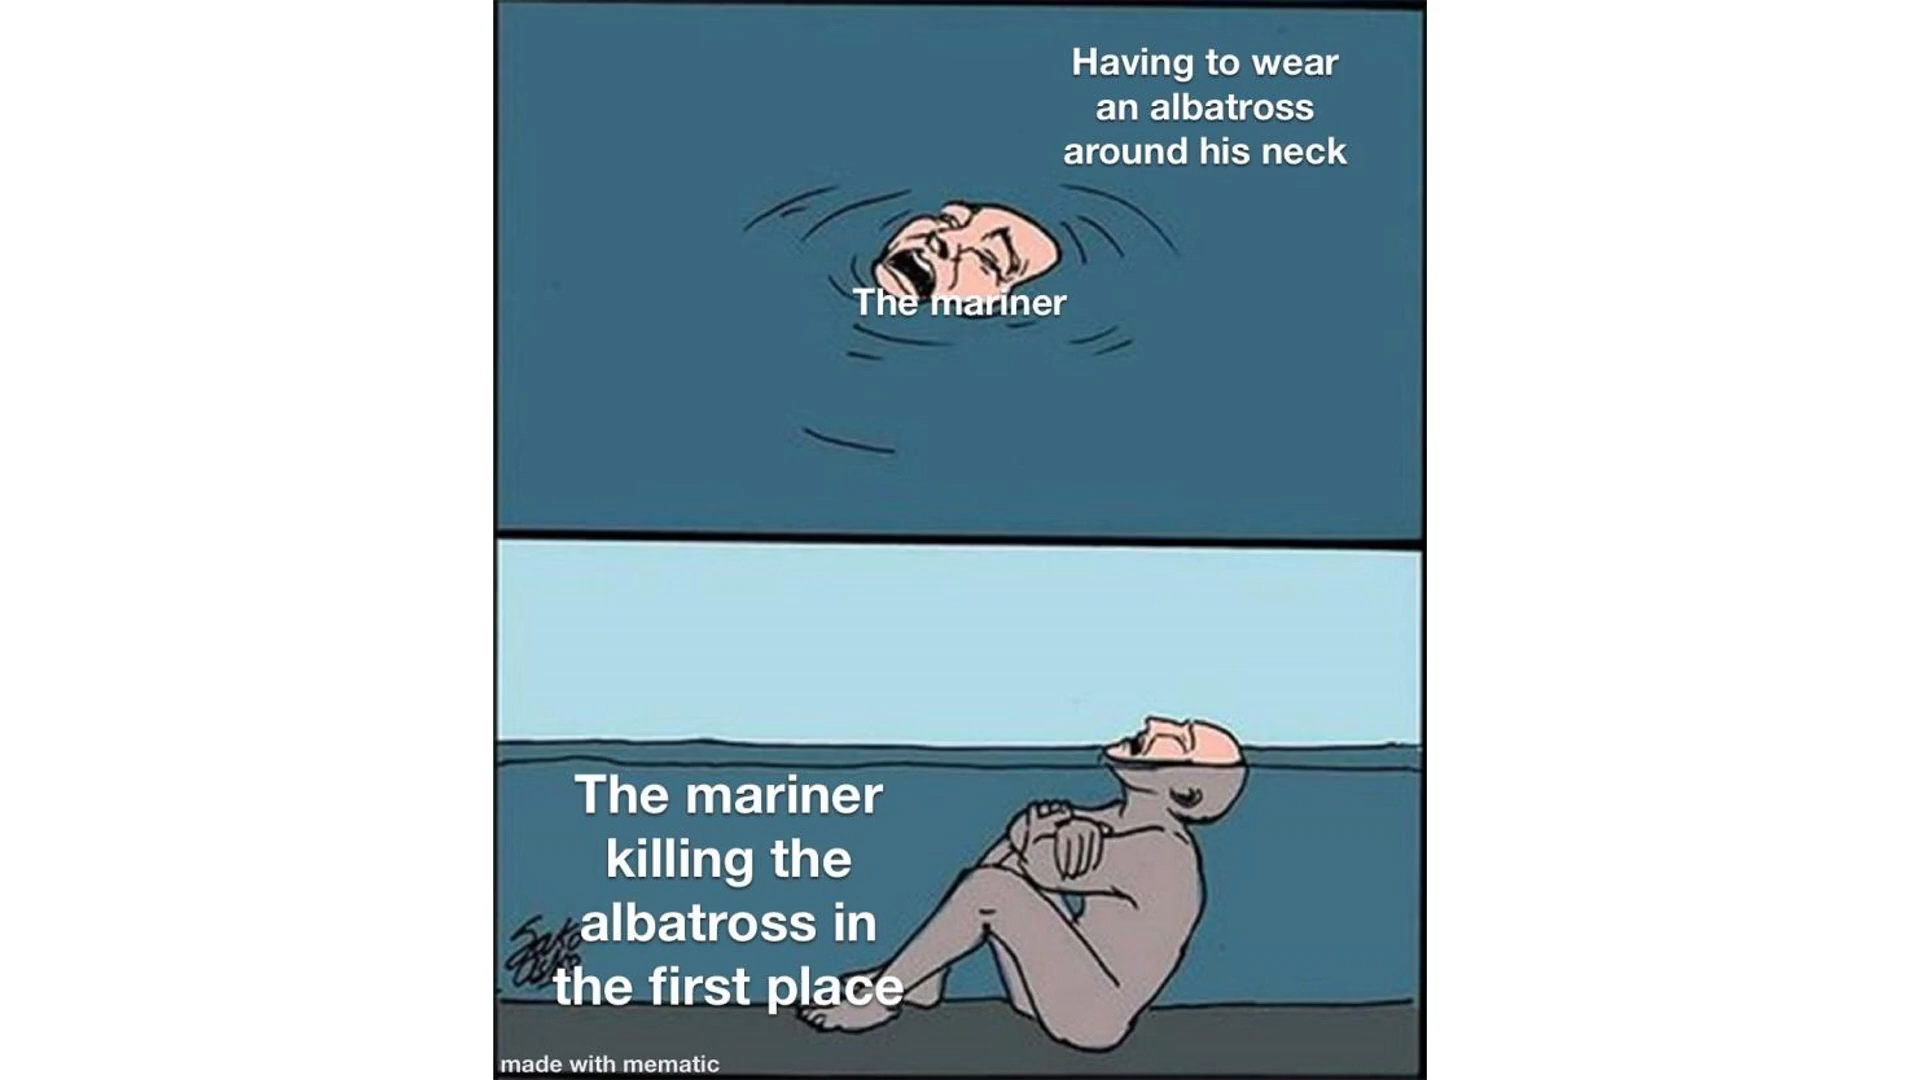 Having to wear
an albatross
around his neck
The mariner
The mariner
killing the
albatross in
the first place
made with mematic